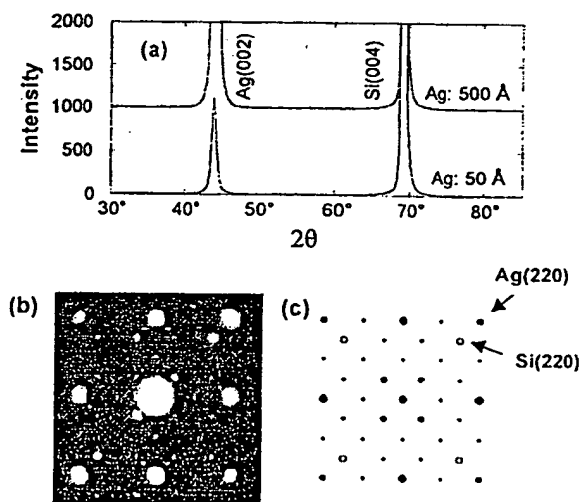 2000
(a)
Ag(002)
Si(004)
1500
Intensity
1000
Ag: 500 Å
500
Ag: 50 Å
0
30° 40° 50° 60° 70° 80°
2θ
(b)
(c)
Ag(220)
Si(220)